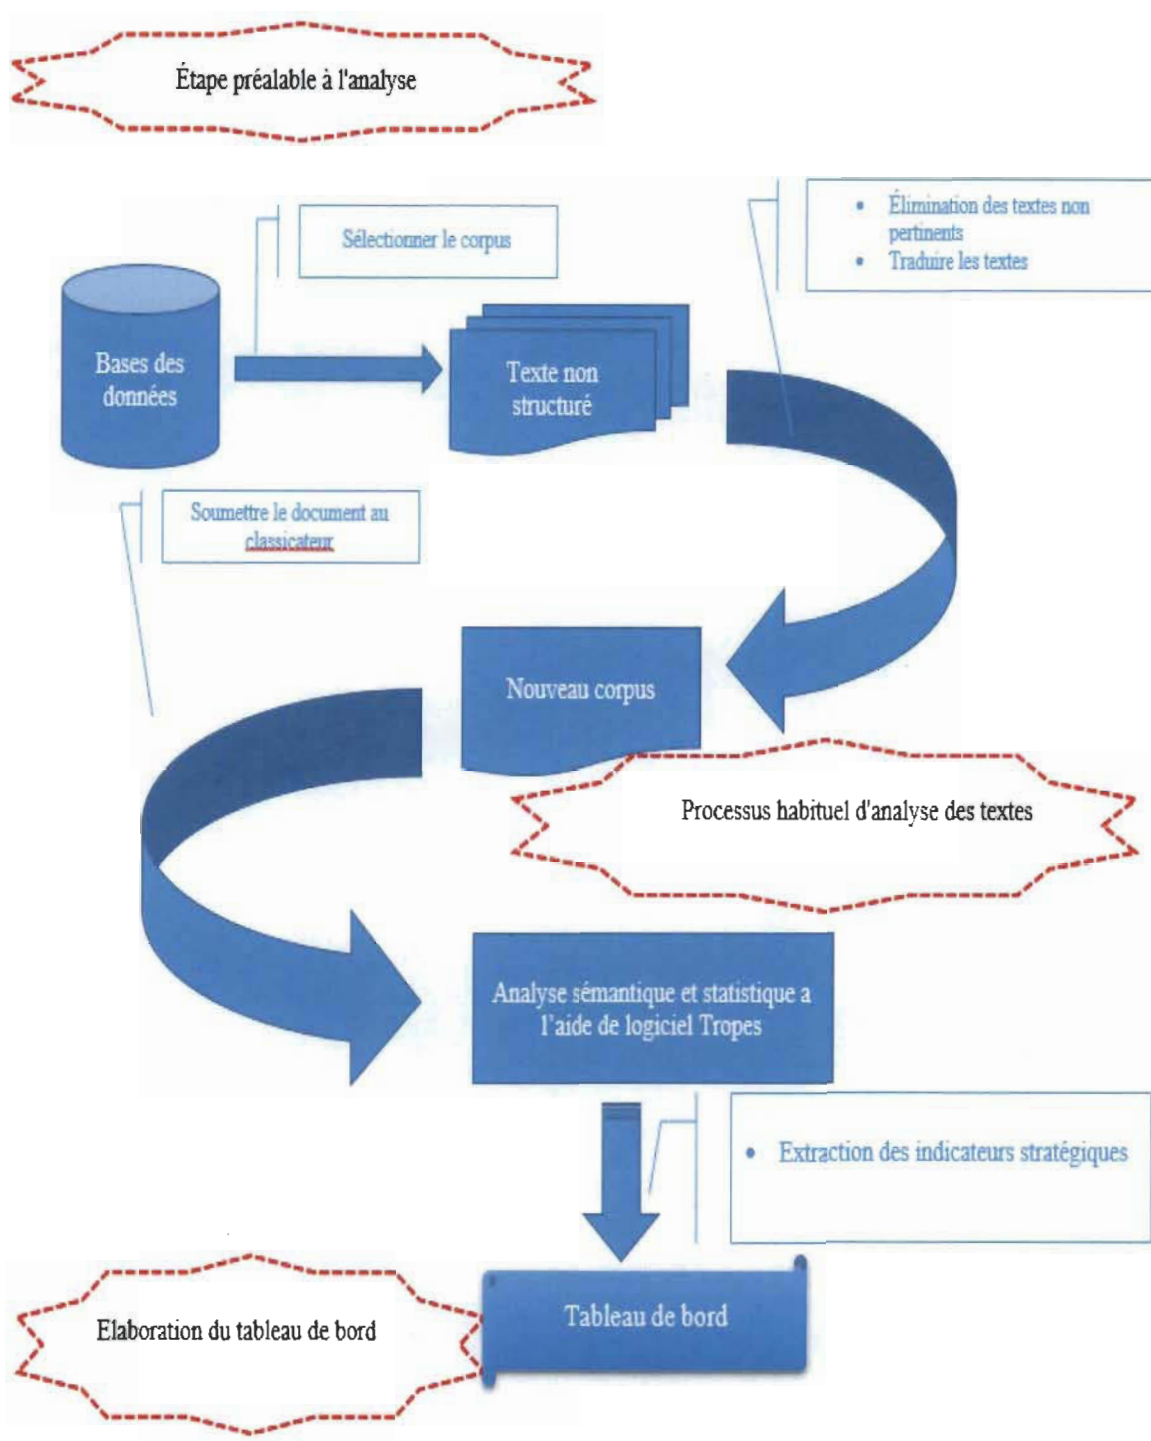 Étape préalable à l'analyse
Sélectionner le corpus
• Élimination des textes non
pertinents
• Traduire les textes
Bases des
données
Texte non
structuré
Soumettre le document au
classicateur
Nouveau corpus
Processus habituel d'analyse des textes
Analyse sémantique et statistique a
l'aide de logiciel Tropes
• Extraction des indicateurs stratégiques
Elaboration du tableau de bord
Tableau de bord